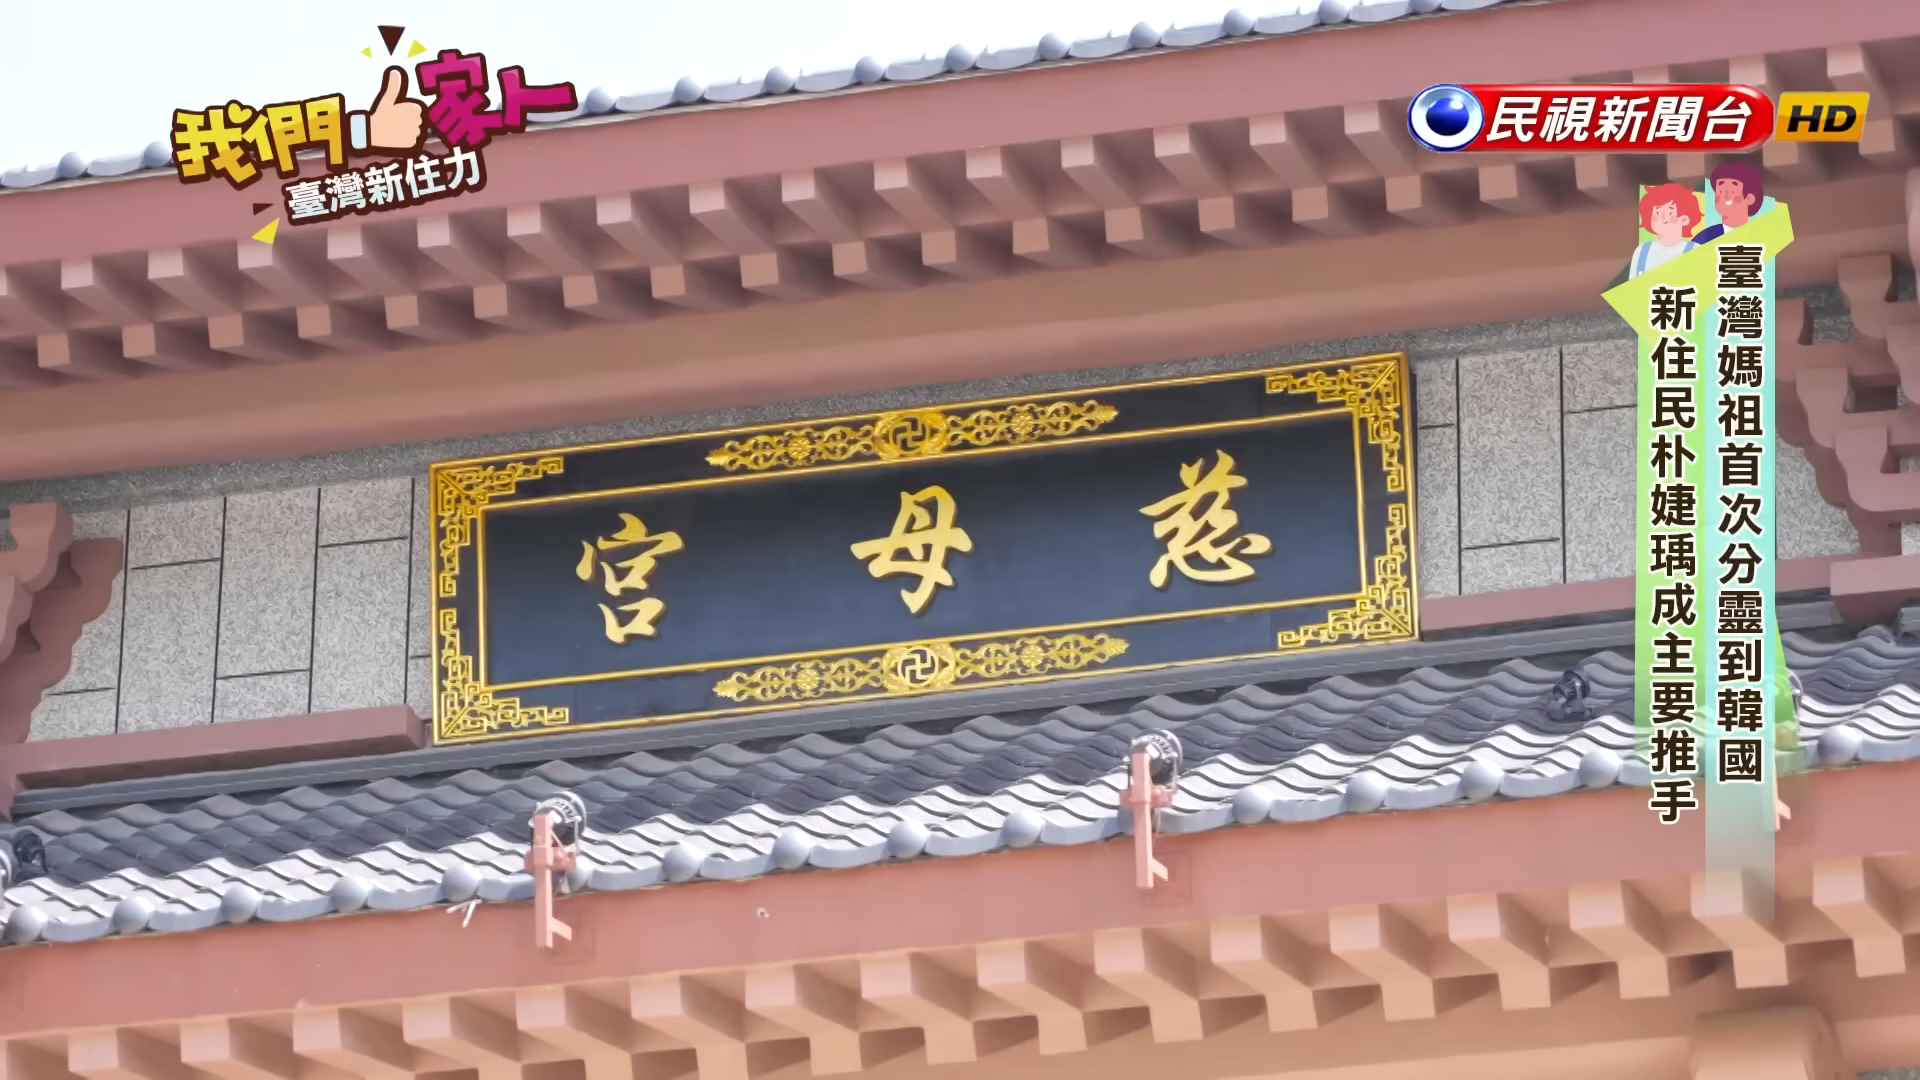 我們一家人
臺灣新住力
民視新聞台 HD
臺灣媽祖首次分靈到韓國
新住民朴婕瑀成主要推手
慈母宮